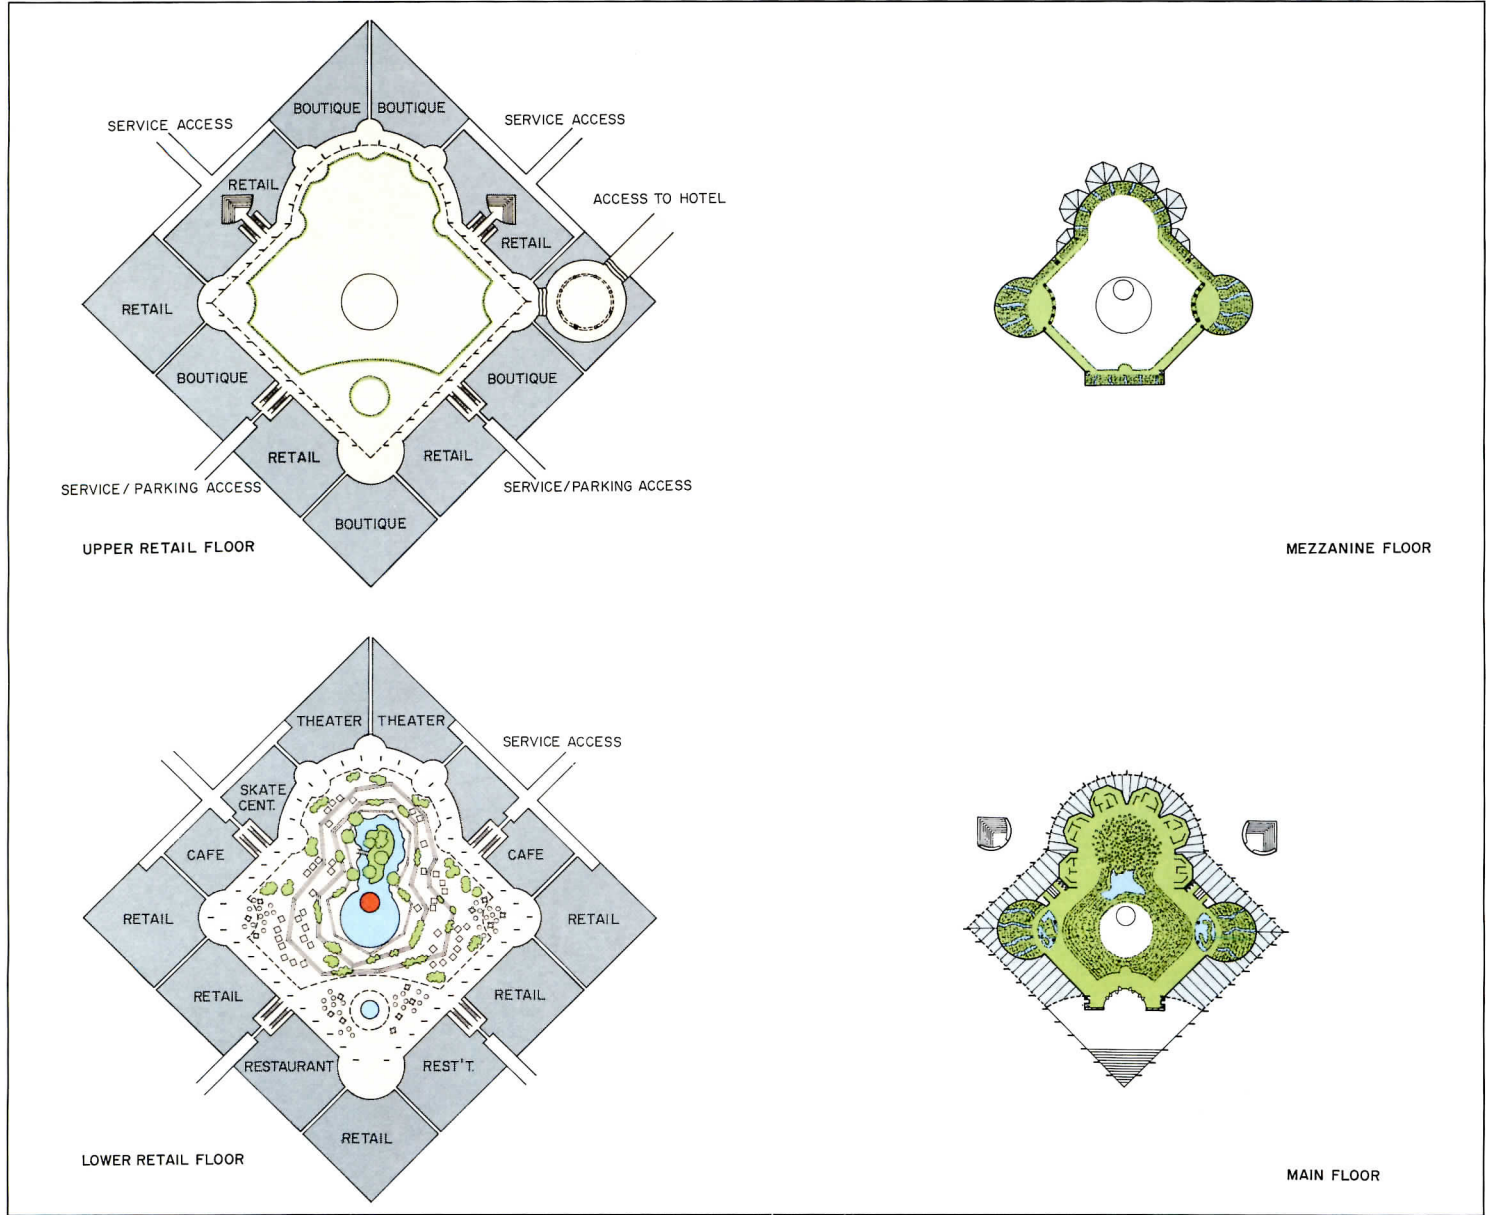 BOUTIQUE BOUTIQUE
SERVICE ACCESS
SERVICE ACCESS
RETAIL
ACCESS TO HOTEL
RETAIL
RETAIL
BOUTIQUE
BOUTIQUE
RETAIL
RETAIL
SERVICE/PARKING ACCESS
SERVICE/PARKING ACCESS
BOUTIQUE
UPPER RETAIL FLOOR
MEZZANINE FLOOR
THEATER THEATER
SERVICE ACCESS
SKATE
CENT.
CAFE
CAFE
RETAIL
RETAIL
RETAIL
RETAIL
RESTAURANT
REST'T.
RETAIL
LOWER RETAIL FLOOR
MAIN FLOOR